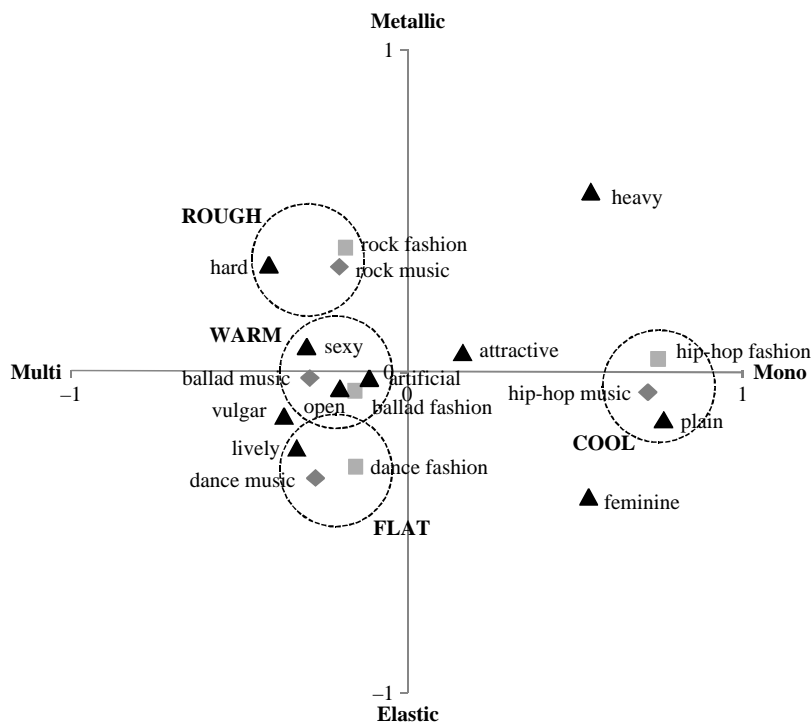 Metallic
1
heavy
ROUGH
rock fashion
hard
rock music
WARM
sexy
attractive
hip-hop fashion
Multi
ballad music
artificial
0
Mono
–1
open
ballad fashion
hip-hop music
1
vulgar
plain
lively
COOL
dance music
dance fashion
feminine
FLAT
–1
Elastic